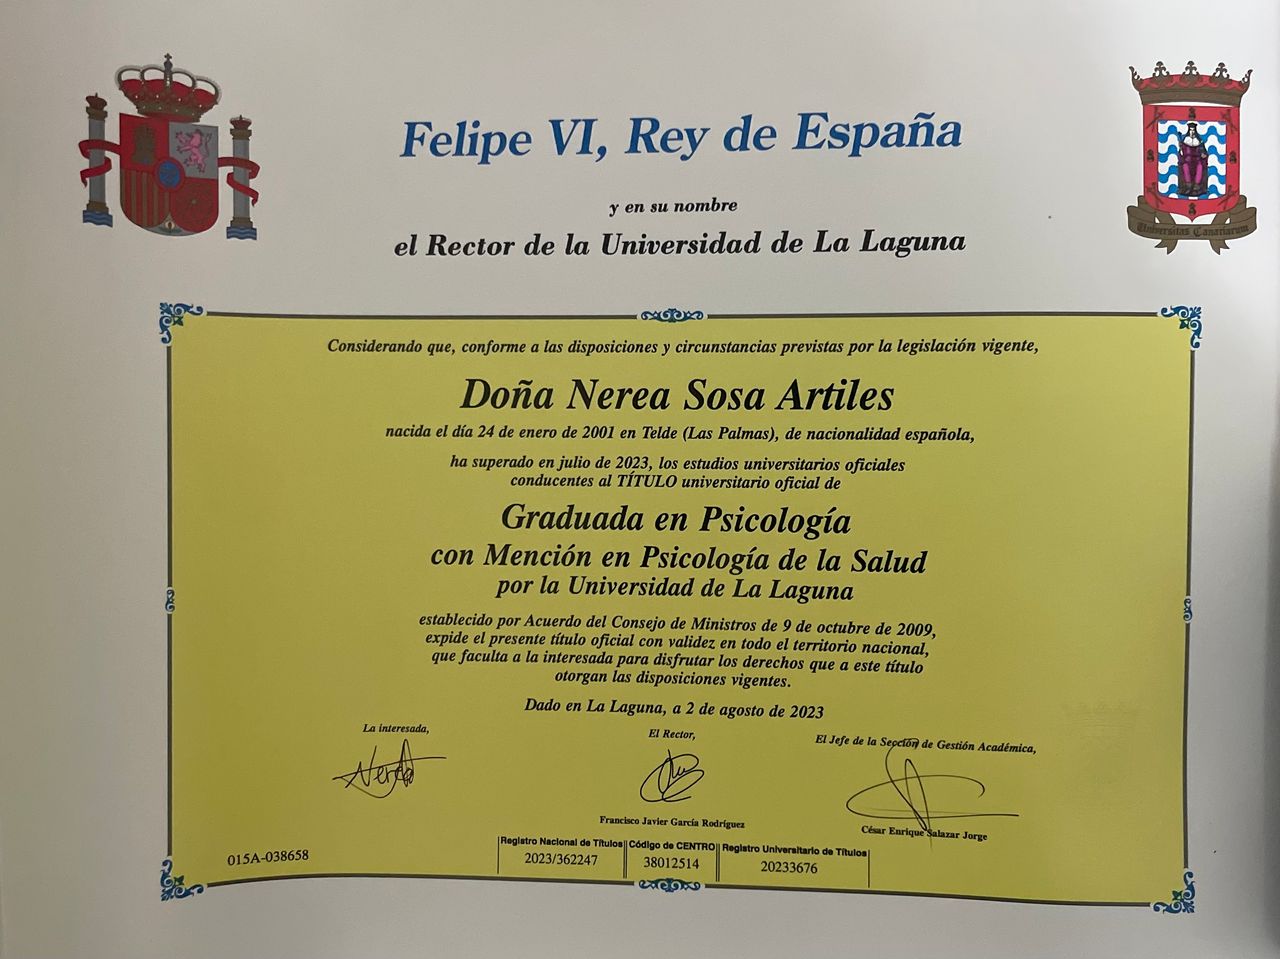 Felipe VI, Rey de España
y en su nombre
el Rector de la Universidad de La Laguna
Universitas Canariarum
Considerando que, conforme a las disposiciones y circunstancias previstas por la legislación vigente,
Doña Nerea Sosa Artiles
nacida el día 24 de enero de 2001 en Telde (Las Palmas), de nacionalidad española,
ha superado en julio de 2023, los estudios universitarios oficiales
conducentes al TÍTULO universitario oficial de
Graduada en Psicología
con Mención en Psicología de la Salud
por la Universidad de La Laguna
establecido por Acuerdo del Consejo de Ministros de 9 de octubre de 2009,
expide el presente título oficial con validez en todo el territorio nacional,
que faculta a la interesada para disfrutar los derechos que a este título
otorgan las disposiciones vigentes.
Dado en La Laguna, a 2 de agosto de 2023
La interesada,
El Rector,
El Jefe de la Sección de Gestión Académica,
Nerea
Francisco Javier García Rodríguez
César Enrique Salazar Jorge
015A-038658
Registro Nacional de Títulos
2023/362247
Código de CENTRO
38012514
Registro Universitario de Títulos
20233676